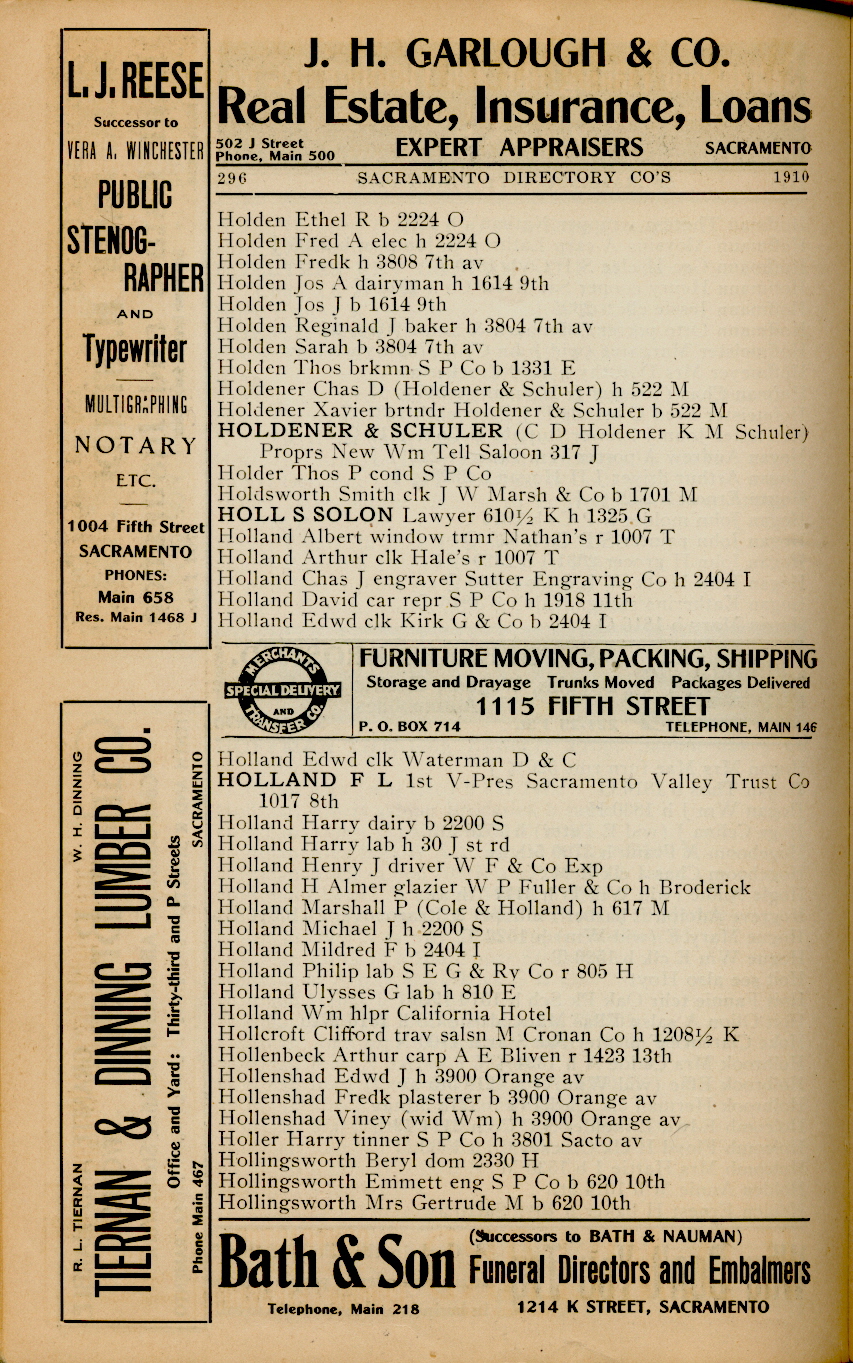 J. H. GARLOUGH & CO.
Real Estate, Insurance, Loans
502 J Street
Phone, Main 500
EXPERT APPRAISERS
SACRAMENTO
296 SACRAMENTO DIRECTORY CO'S 1910
L. J. REESE
Successor to
VERA A. WINCHESTER
PUBLIC
STENOG-
RAPHER
AND
Typewriter
MULTIGRAPHING
NOTARY
ETC.
1004 Fifth Street
SACRAMENTO
PHONES:
Main 658
Res. Main 1468 J
Holden Ethel R b 2224 O
Holden Fred A elec h 2224 O
Holden Fredk h 3808 7th av
Holden Jos A dairyman h 1614 9th
Holden Jos J b 1614 9th
Holden Reginald J baker h 3804 7th av
Holden Sarah b 3804 7th av
Holden Thos brkmn S P Co b 1331 E
Holdener Chas D (Holdener & Schuler) h 522 M
Holdener Xavier brtndr Holdener & Schuler b 522 M
HOLDENER & SCHULER (C D Holdener K M Schuler)
Proprs New Wm Tell Saloon 317 J
Holder Thos P cond S P Co
Holdsworth Smith clk J W Marsh & Co b 1701 M
HOLL S SOLON Lawyer 610½ K h 1325 G
Holland Albert window trmr Nathan's r 1007 T
Holland Arthur clk Hale's r 1007 T
Holland Chas J engraver Sutter Engraving Co h 2404 I
Holland David car repr S P Co h 1918 11th
Holland Edwd clk Kirk G & Co b 2404 I
MERCHANTS
SPECIAL DELIVERY
AND
TRANSFER CO.
FURNITURE MOVING, PACKING, SHIPPING
Storage and Drayage Trunks Moved Packages Delivered
1115 FIFTH STREET
P. O. BOX 714 TELEPHONE, MAIN 146
R. L. TIERNAN W. H. DINNING
TIERNAN & DINNING LUMBER CO.
Office and Yard: Thirty-third and P Streets
Phone Main 467 SACRAMENTO
Holland Edwd clk Waterman D & C
HOLLAND F L 1st V-Pres Sacramento Valley Trust Co
1017 8th
Holland Harry dairy b 2200 S
Holland Harry lab h 30 J st rd
Holland Henry J driver W F & Co Exp
Holland H Almer glazier W P Fuller & Co h Broderick
Holland Marshall P (Cole & Holland) h 617 M
Holland Michael J h 2200 S
Holland Mildred F b 2404 I
Holland Philip lab S E G & Ry Co r 805 H
Holland Ulysses G lab h 810 E
Holland Wm hlpr California Hotel
Hollcroft Clifford trav salsn M Cronan Co h 1208½ K
Hollenbeck Arthur carp A E Bliven r 1423 13th
Hollenshad Edwd J h 3900 Orange av
Hollenshad Fredk plasterer b 3900 Orange av
Hollenshad Viney (wid Wm) h 3900 Orange av
Holler Harry tinner S P Co h 3801 Sacto av
Hollingsworth Beryl dom 2330 H
Hollingsworth Emmett eng S P Co b 620 10th
Hollingsworth Mrs Gertrude M b 620 10th
Bath & Son
(Successors to BATH & NAUMAN)
Funeral Directors and Embalmers
Telephone, Main 218 1214 K STREET, SACRAMENTO